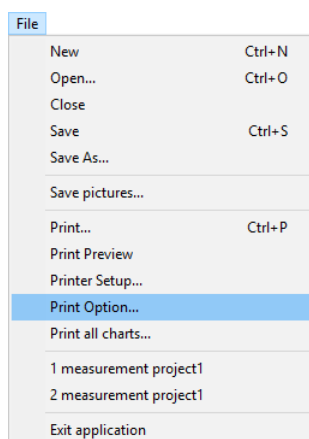 File
New Ctrl+N
Open... Ctrl+O
Close
Save Ctrl+S
Save As...
Save pictures...
Print... Ctrl+P
Print Preview
Printer Setup...
Print Option...
Print all charts...
1 measurement project1
2 measurement project1
Exit application